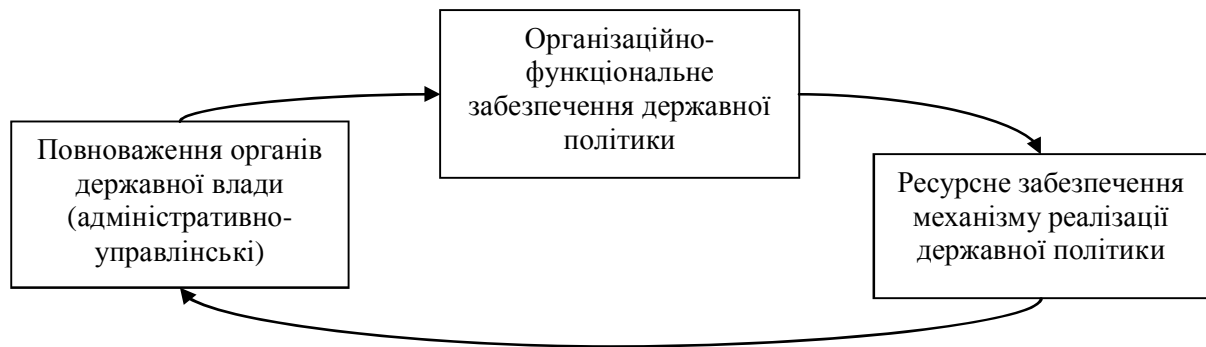 Організаційно-
функціональне
забезпечення державної
політики
Повноваження органів
державної влади
(адміністративно-
управлінські)
Ресурсне забезпечення
механізму реалізації
державної політики